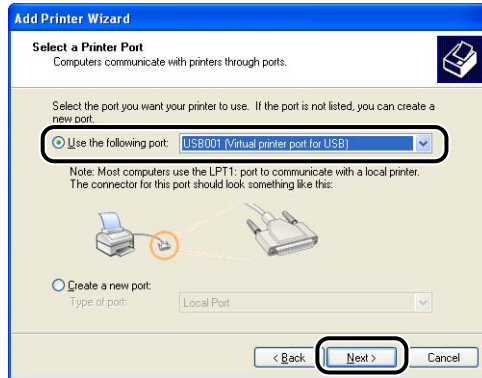 Add Printer Wizard
Select a Printer Port
Computers communicate with printers through ports.
Select the port you want your printer to use. If the port is not listed, you can create a
new port.
Use the following port: USB001 (Virtual printer port for USB)
Note: Most computers use the LPT1: port to communicate with a local printer.
The connector for this port should look something like this:
Create a new port:
Type of port: Local Port
< Back Next > Cancel